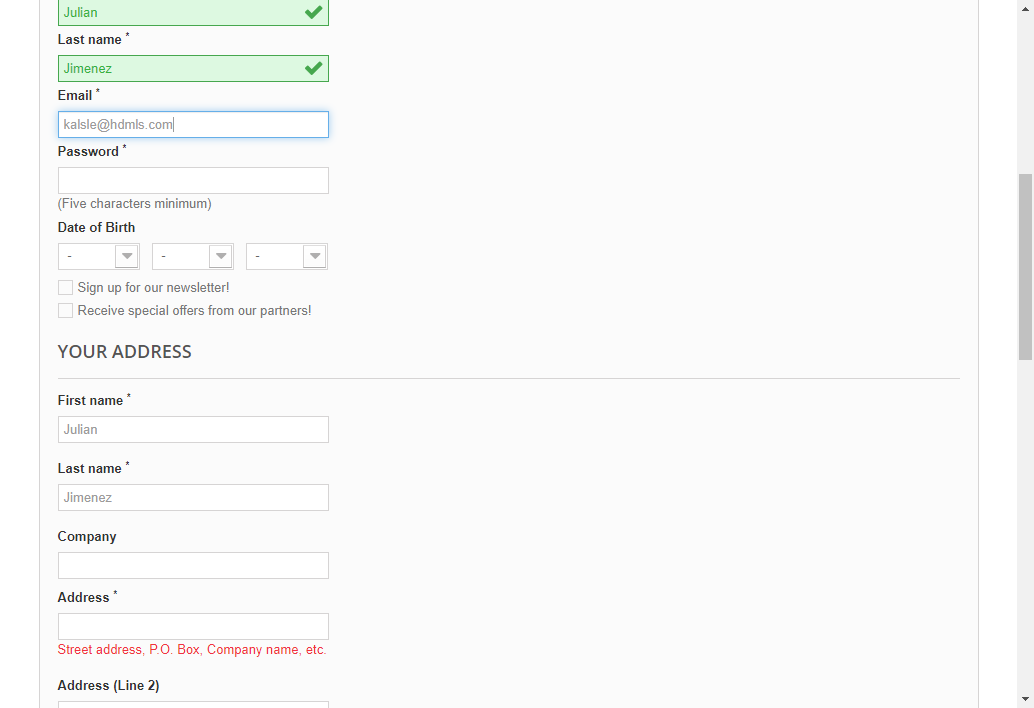 Julian
Last name *
Jimenez
Email *
kalsle@hdmls.com
Password *
(Five characters minimum)
Date of Birth
- - -
Sign up for our newsletter!
Receive special offers from our partners!
YOUR ADDRESS
First name *
Julian
Last name *
Jimenez
Company
Address *
Street address, P.O. Box, Company name, etc.
Address (Line 2)